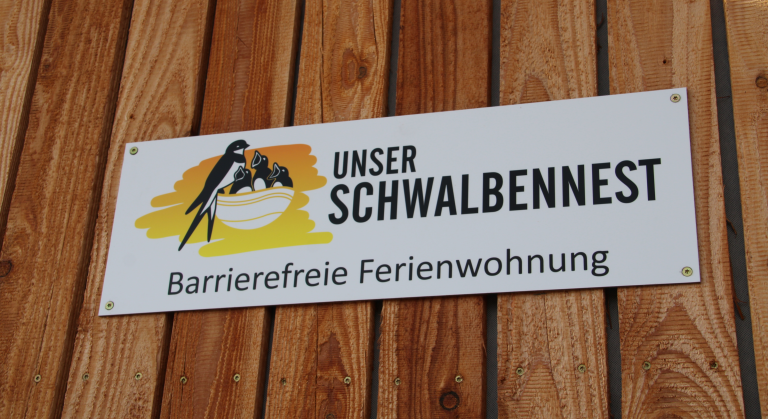 UNSER
SCHWALBENNEST
Barrierefreie Ferienwohnung